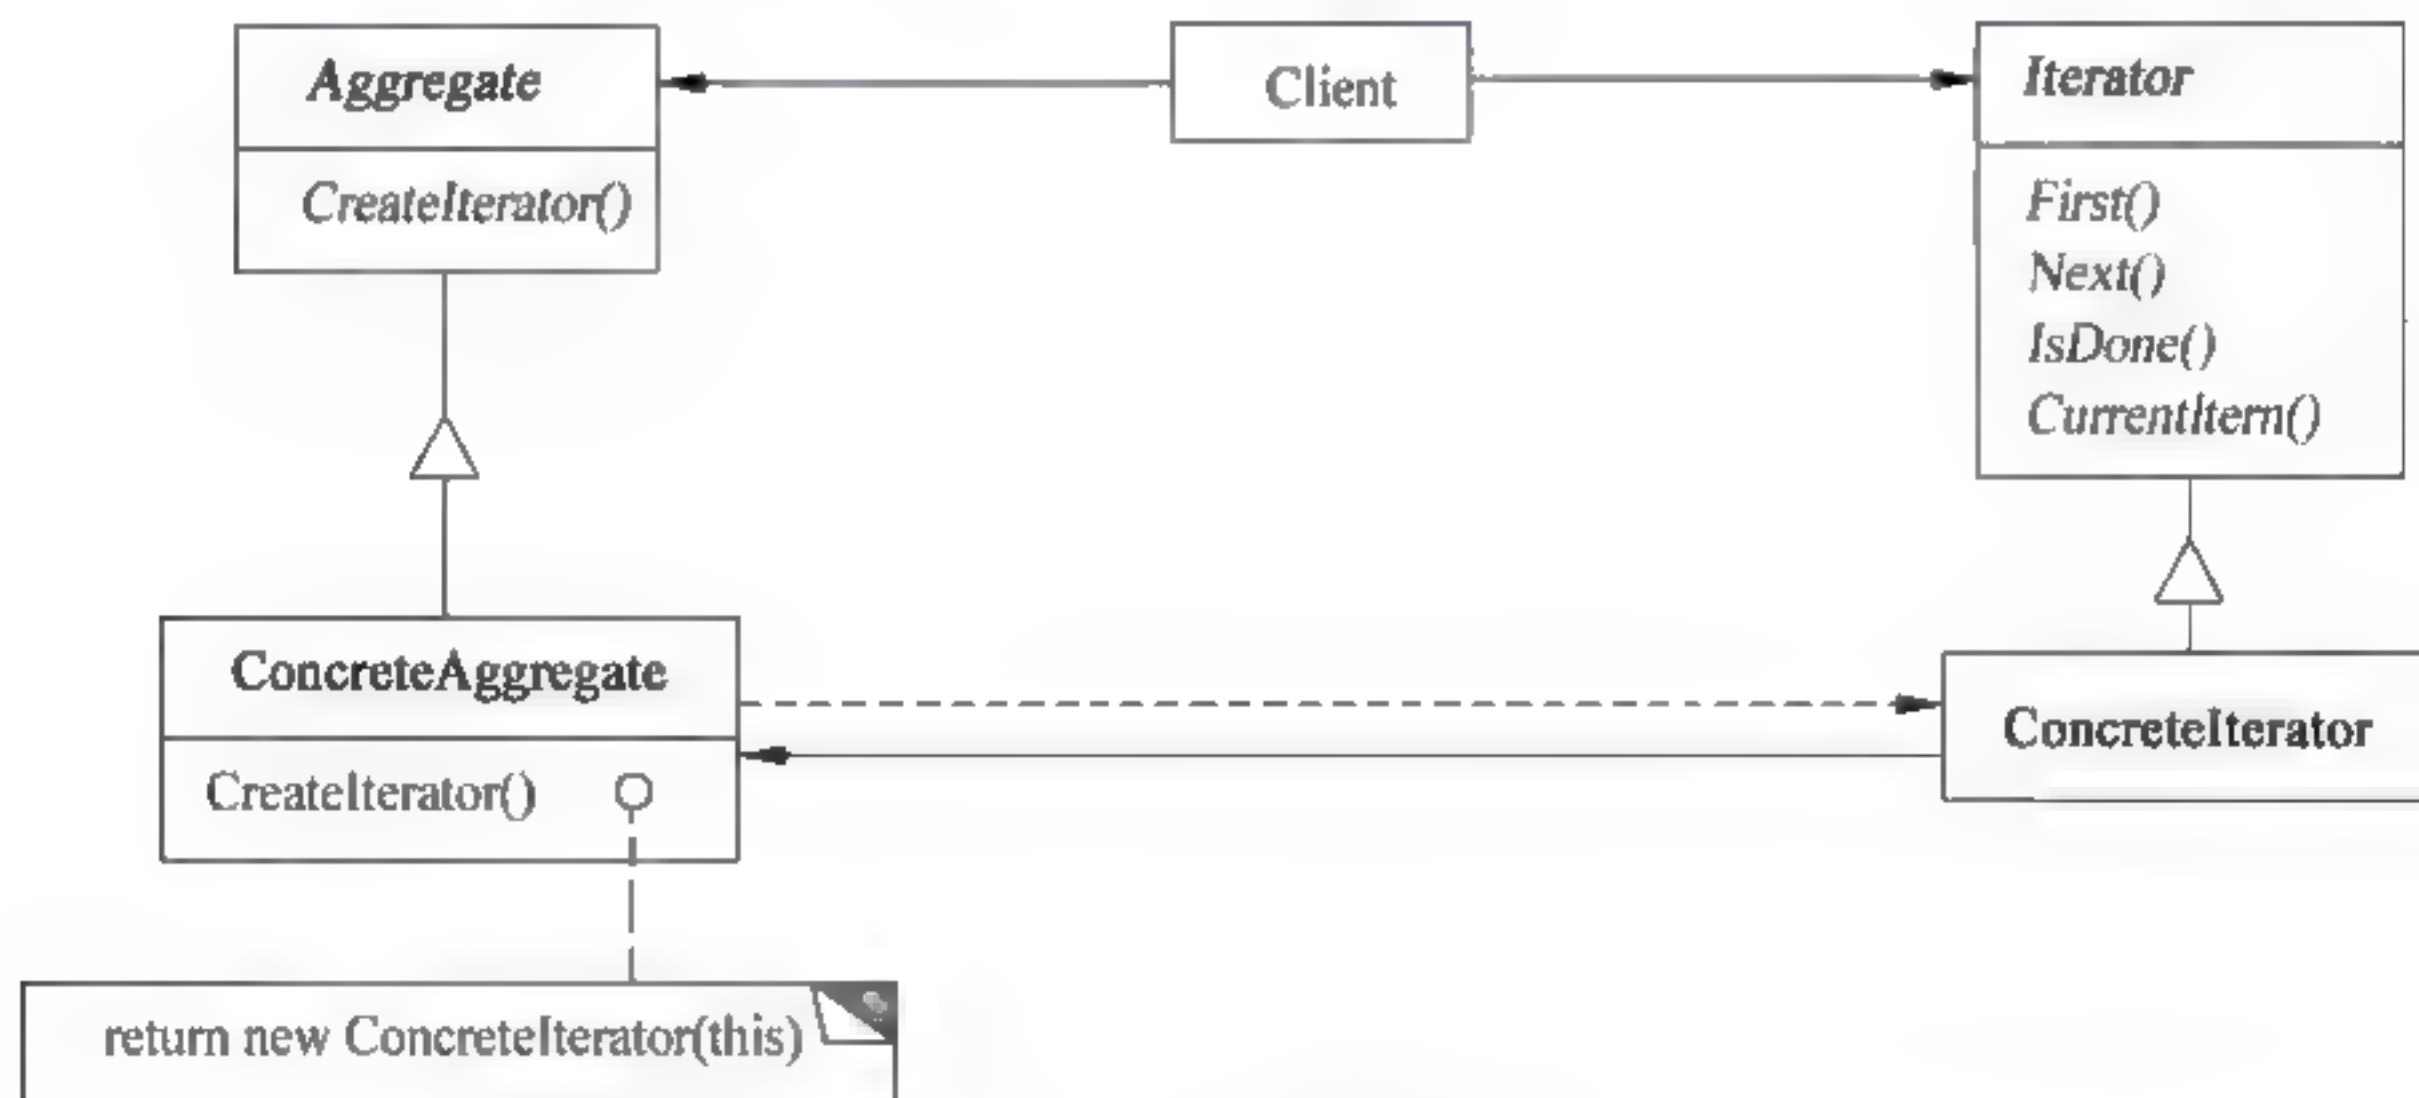 Aggregate
CreateIterator()
Client
Iterator
First()
Next()
IsDone()
CurrentItem()
ConcreteAggregate
CreateIterator()
ConcreteIterator
return new ConcreteIterator(this)